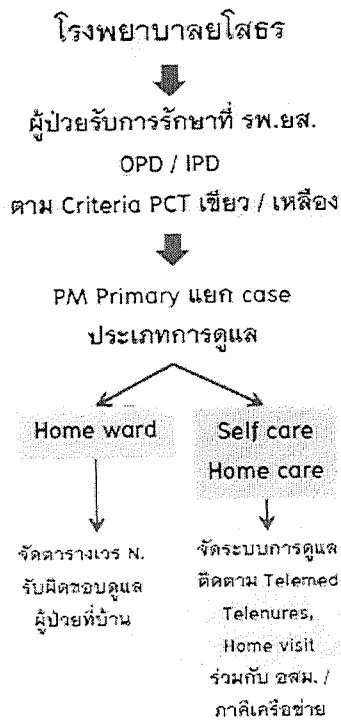 โรงพยาบาลยโสธร
ผู้ป่วยรับการรักษาที่ รพ.ยส.
OPD / IPD
ตาม Criteria PCT เขียว / เหลือง
PM Primary แยก case
ประเภทการดูแล
Home ward
จัดตารางเวร N.
รับผิดชอบดูแล
ผู้ป่วยที่บ้าน
Self care
Home care
จัดระบบการดูแล
ติดตาม Telemed
Telenures,
Home visit
ร่วมกับ อสม. /
ภาคีเครือข่าย